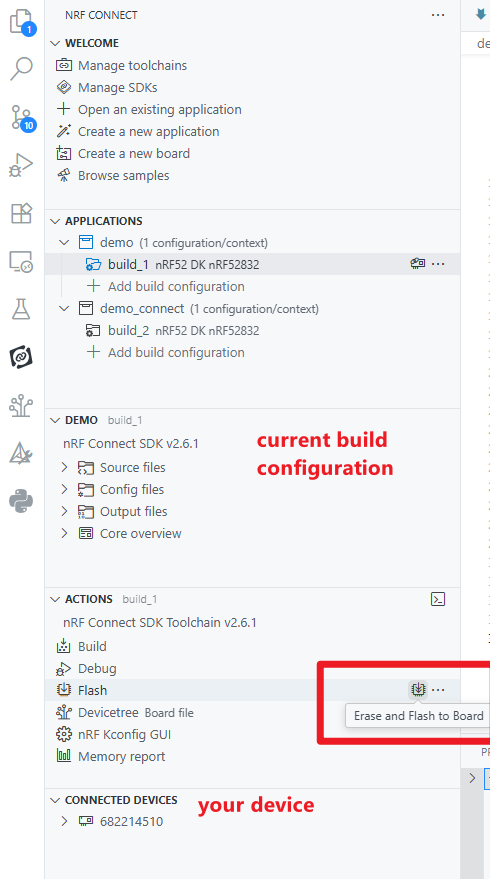 NRF CONNECT
...
de
1
WELCOME
Manage toolchains
Manage SDKs
Open an existing application
10
Create a new application
Create a new board
Browse samples
APPLICATIONS
demo (1 configuration/context)
build_1 nRF52 DK nRF52832 ...
Add build configuration
demo_connect (1 configuration/context)
build_2 nRF52 DK nRF52832
Add build configuration
DEMO build_1
nRF Connect SDK v2.6.1
current build
configuration
Source files
Config files
Output files
Core overview
ACTIONS build_1
nRF Connect SDK Toolchain v2.6.1
Build
Debug
Flash ...
Erase and Flash to Board
Devicetree Board file
nRF Kconfig GUI
Memory report
CONNECTED DEVICES
your device
682214510